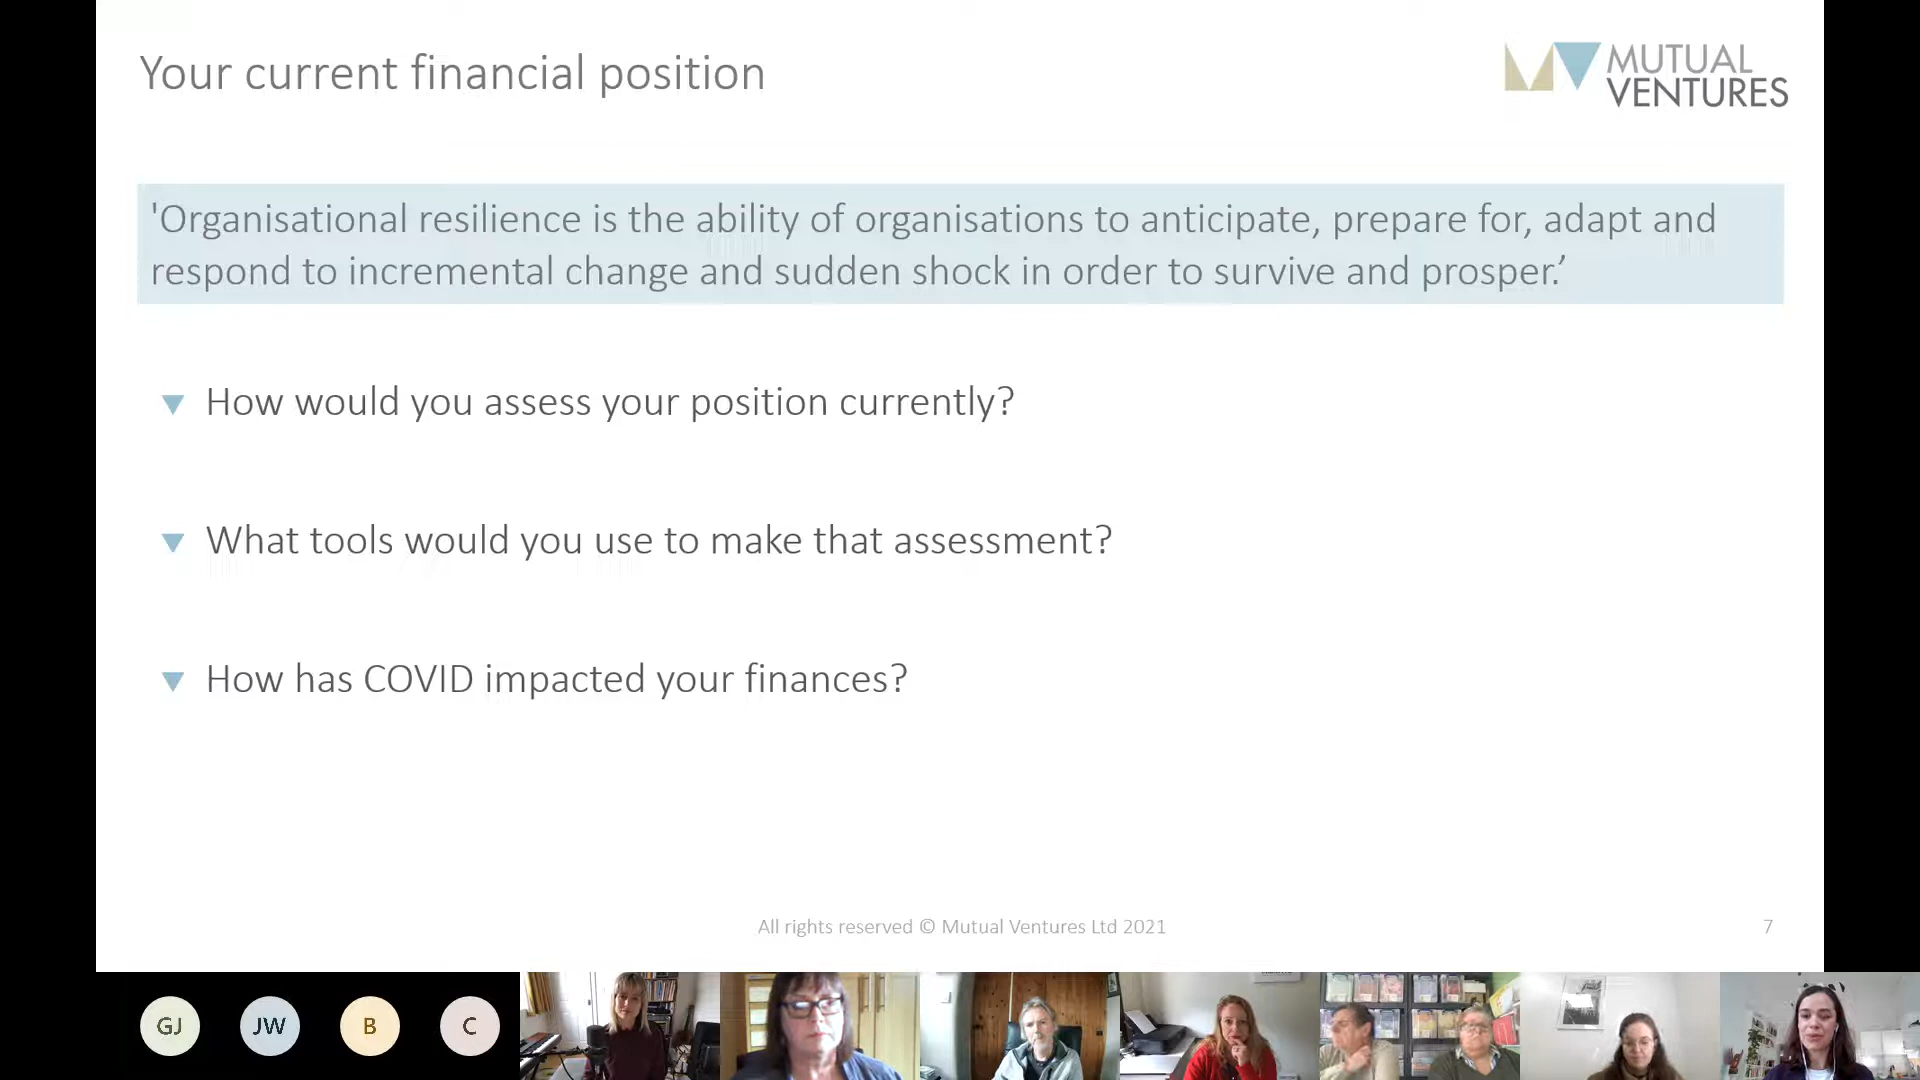 Your current financial position
MUTUAL
VENTURES
'Organisational resilience is the ability of organisations to anticipate, prepare for, adapt and
respond to incremental change and sudden shock in order to survive and prosper.’
How would you assess your position currently?
What tools would you use to make that assessment?
How has COVID impacted your finances?
All rights reserved © Mutual Ventures Ltd 2021
7
GJ
JW
B
C